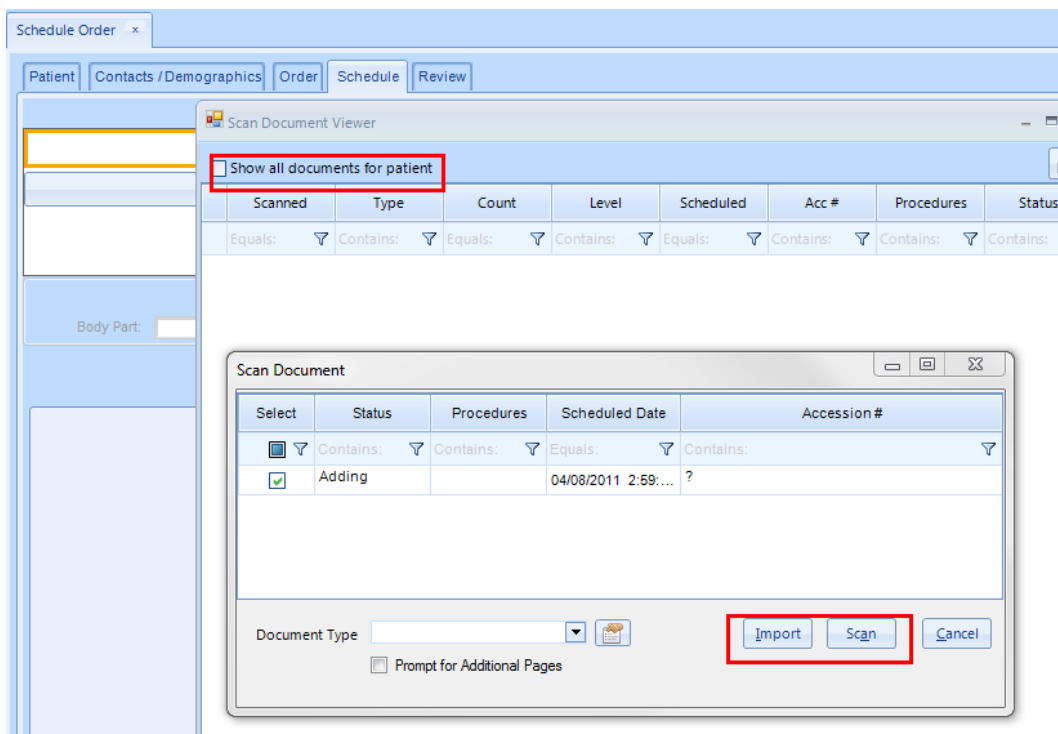 Schedule Order x
Patient Contacts / Demographics Order Schedule Review
Scan Document Viewer
Show all documents for patient
Scanned Type Count Level Scheduled Acc # Procedures Status
Equals: Contains: Equals: Contains: Equals: Contains: Contains: Contains:
Body Part:
Scan Document
Select Status Procedures Scheduled Date Accession #
Contains: Contains: Equals: Contains:
Adding 04/08/2011 2:59:... ?
Document Type Import Scan Cancel
Prompt for Additional Pages